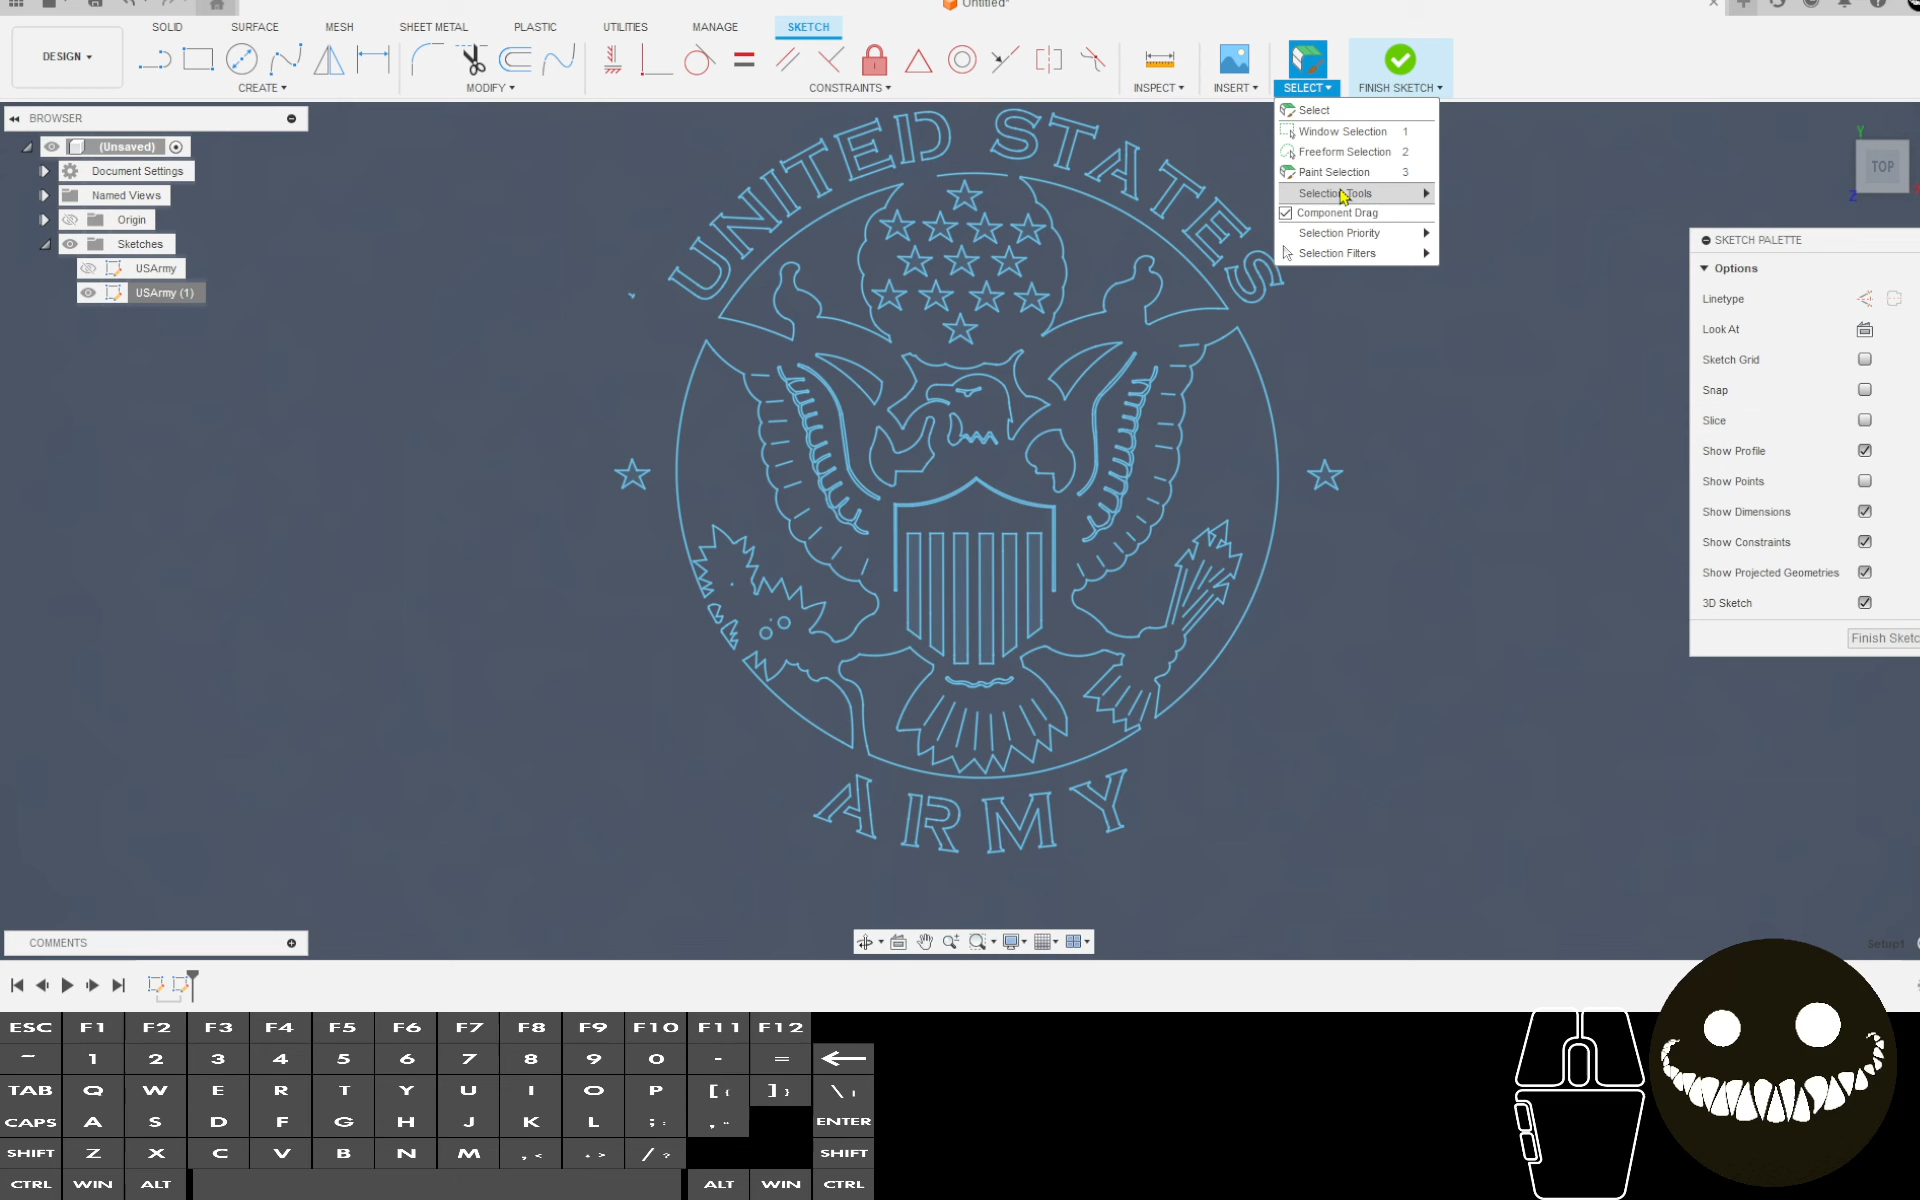 Untitled*
SOLID SURFACE MESH SHEET METAL PLASTIC UTILITIES MANAGE SKETCH
DESIGN
CREATE MODIFY CONSTRAINTS INSPECT INSERT SELECT FINISH SKETCH
BROWSER
(Unsaved)
Document Settings
Named Views
Origin
Sketches
USArmy
USArmy (1)
Select
Window Selection 1
Freeform Selection 2
Paint Selection 3
Selection Tools
Component Drag
Selection Priority
Selection Filters
UNITED STATES
ARMY
Y
TOP
Z
SKETCH PALETTE
Options
Linetype
Look At
Sketch Grid
Snap
Slice
Show Profile
Show Points
Show Dimensions
Show Constraints
Show Projected Geometries
3D Sketch
Finish Sketc
COMMENTS
Setup1
ESC F1 F2 F3 F4 F5 F6 F7 F8 F9 F10 F11 F12
~ 1 2 3 4 5 6 7 8 9 0 - =
TAB Q W E R T Y U I O P [{ ]} \|
CAPS A S D F G H J K L ;: ," ENTER
SHIFT Z X C V B N M ,< .> /? SHIFT
CTRL WIN ALT ALT WIN CTRL